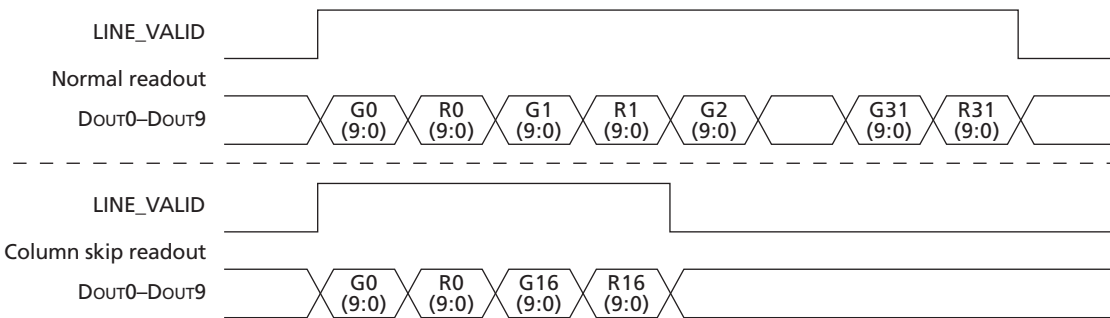 LINE_VALID
Normal readout
DOUT0–DOUT9
G0 (9:0)
R0 (9:0)
G1 (9:0)
R1 (9:0)
G2 (9:0)
G31 (9:0)
R31 (9:0)
LINE_VALID
Column skip readout
DOUT0–DOUT9
G0 (9:0)
R0 (9:0)
G16 (9:0)
R16 (9:0)